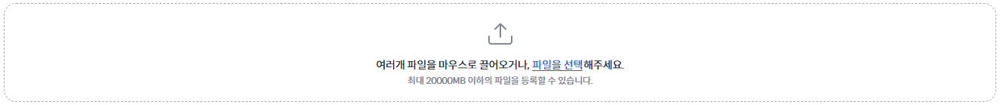 여러개 파일을 마우스로 끌어오거나, 파일을 선택해주세요.
최대 20000MB 이하의 파일을 등록할 수 있습니다.